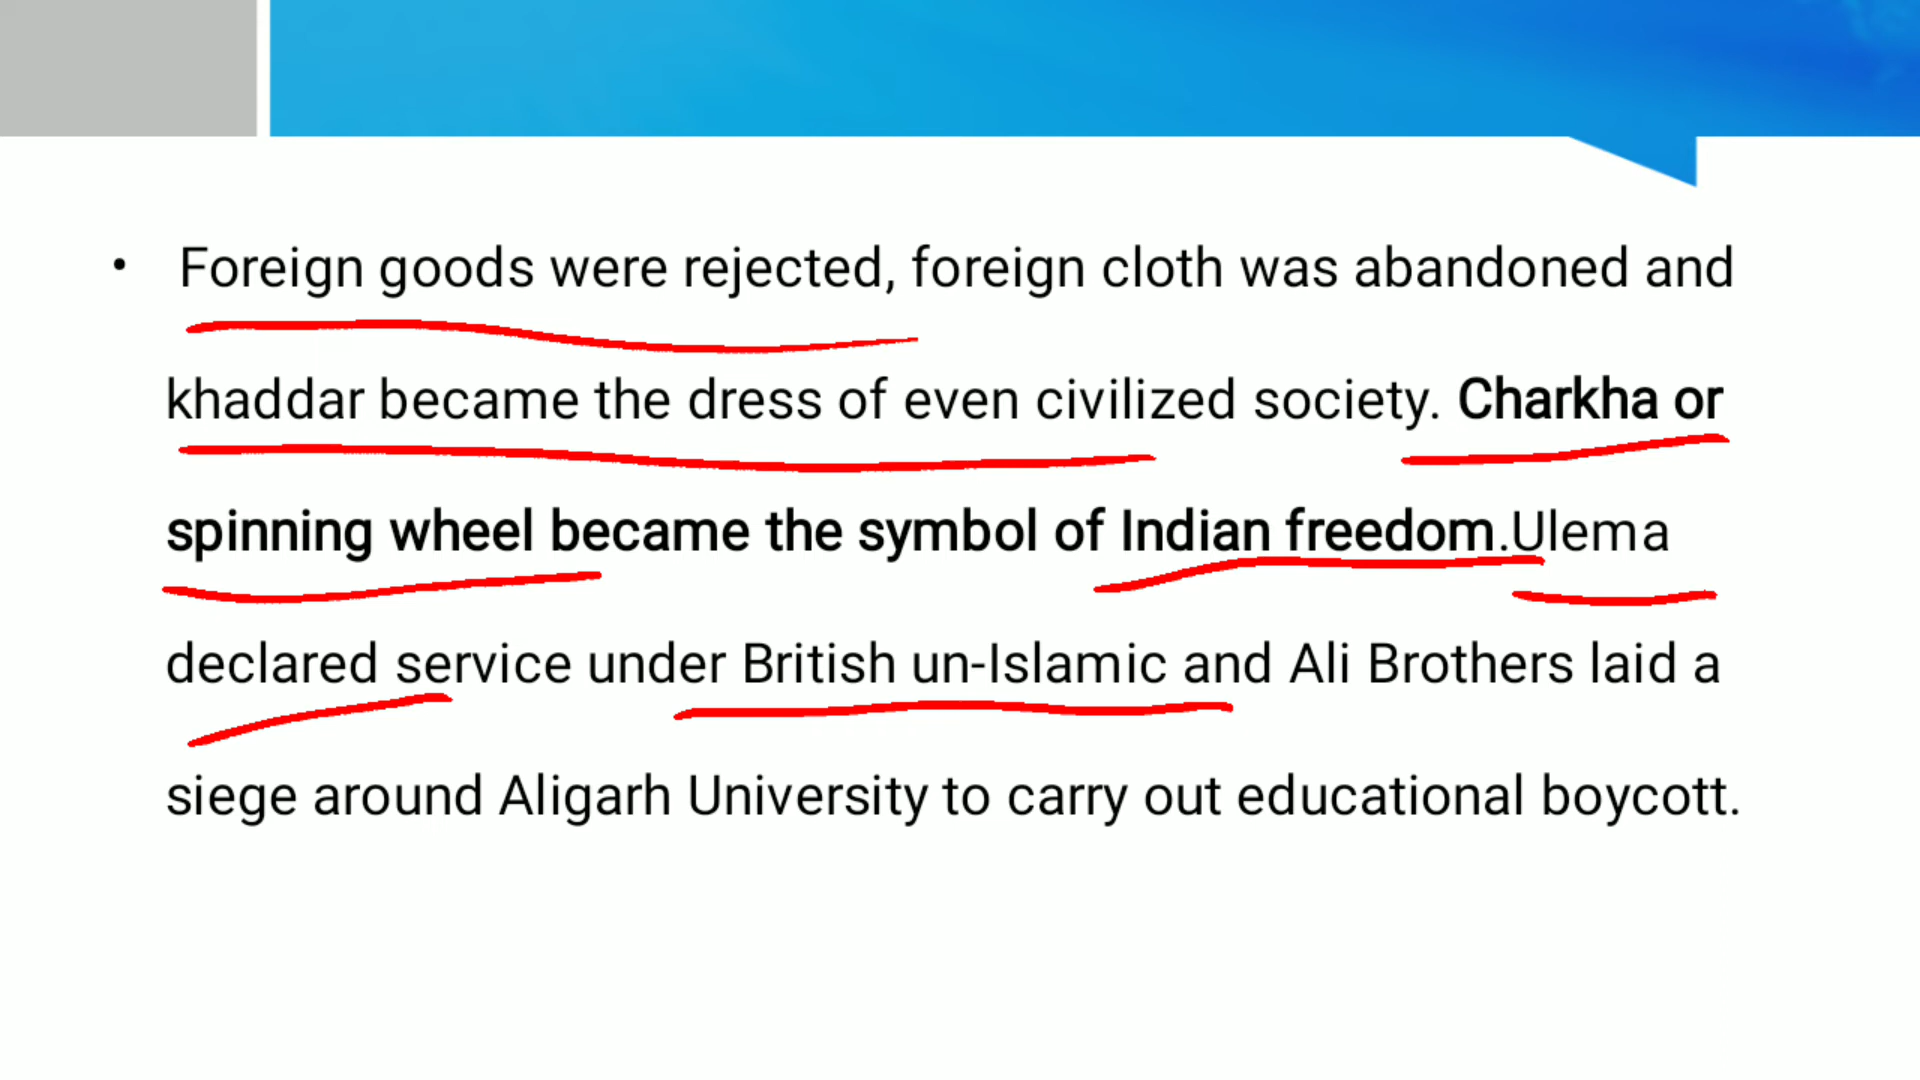 • Foreign goods were rejected, foreign cloth was abandoned and
khaddar became the dress of even civilized society. Charkha or
spinning wheel became the symbol of Indian freedom.Ulema
declared service under British un-Islamic and Ali Brothers laid a
siege around Aligarh University to carry out educational boycott.